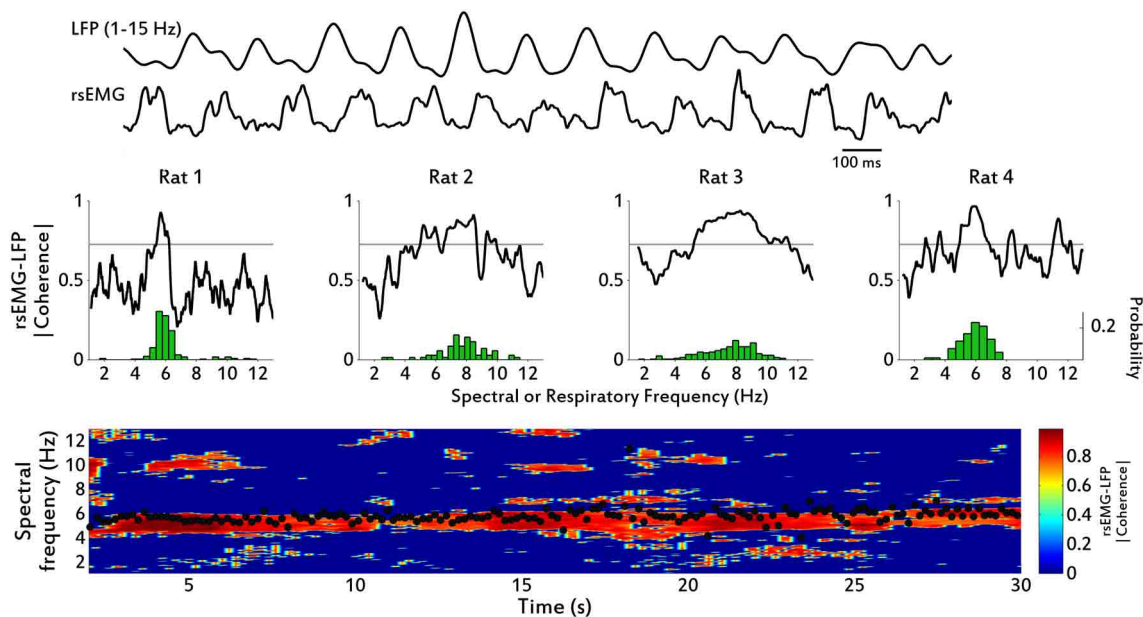 LFP (1-15 Hz)
rsEMG
100 ms
Rat 1
Rat 2
Rat 3
Rat 4
rsEMG-LFP
|Coherence|
1
0.5
0
2 4 6 8 10 12
1
0.5
0
2 4 6 8 10 12
1
0.5
0
2 4 6 8 10 12
1
0.5
0
2 4 6 8 10 12
0.2
Probability
Spectral or Respiratory Frequency (Hz)
Spectral
frequency (Hz)
12
10
8
6
4
2
5 10 15 20 25 30
Time (s)
0.8
0.6
0.4
0.2
0
rsEMG-LFP
|Coherence|